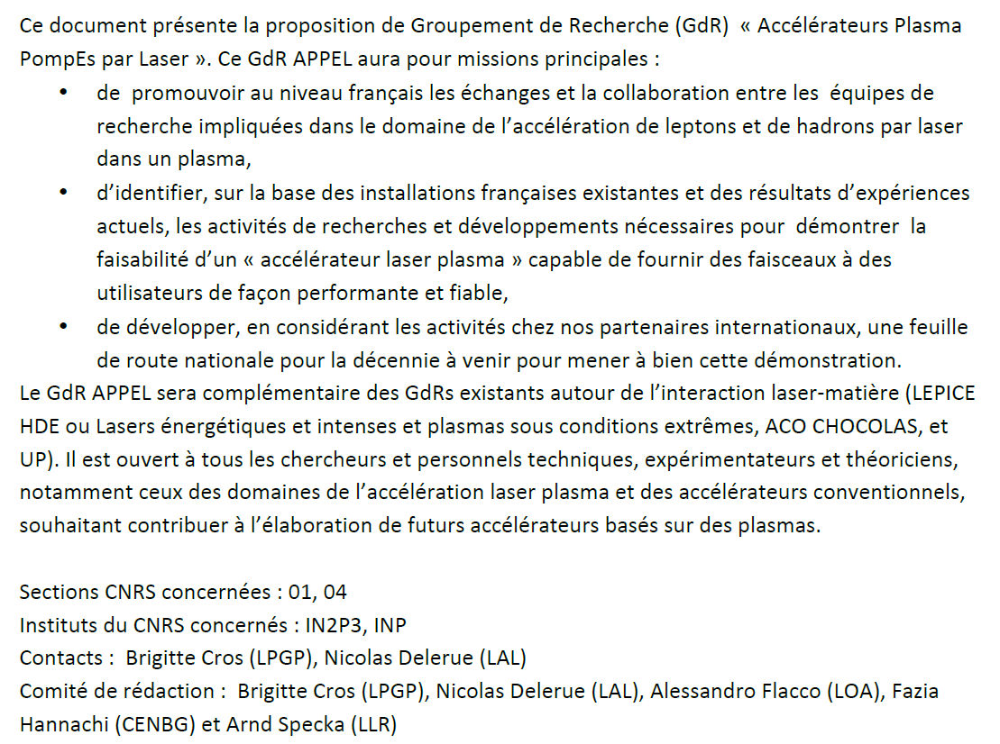 Ce document présente la proposition de Groupement de Recherche (GdR)  « Accélérateurs Plasma
PompEs par Laser ». Ce GdR APPEL aura pour missions principales :
• de  promouvoir au niveau français les échanges et la collaboration entre les  équipes de
recherche impliquées dans le domaine de l’accélération de leptons et de hadrons par laser
dans un plasma,
• d’identifier, sur la base des installations françaises existantes et des résultats d’expériences
actuels, les activités de recherches et développements nécessaires pour  démontrer  la
faisabilité d’un « accélérateur laser plasma » capable de fournir des faisceaux à des
utilisateurs de façon performante et fiable,
• de développer, en considérant les activités chez nos partenaires internationaux, une feuille
de route nationale pour la décennie à venir pour mener à bien cette démonstration.
Le GdR APPEL sera complémentaire des GdRs existants autour de l’interaction laser-matière (LEPICE
HDE ou Lasers énergétiques et intenses et plasmas sous conditions extrêmes, ACO CHOCOLAS, et
UP). Il est ouvert à tous les chercheurs et personnels techniques, expérimentateurs et théoriciens,
notamment ceux des domaines de l’accélération laser plasma et des accélérateurs conventionnels,
souhaitant contribuer à l’élaboration de futurs accélérateurs basés sur des plasmas.
Sections CNRS concernées : 01, 04
Instituts du CNRS concernés : IN2P3, INP
Contacts :  Brigitte Cros (LPGP), Nicolas Delerue (LAL)
Comité de rédaction :  Brigitte Cros (LPGP), Nicolas Delerue (LAL), Alessandro Flacco (LOA), Fazia
Hannachi (CENBG) et Arnd Specka (LLR)